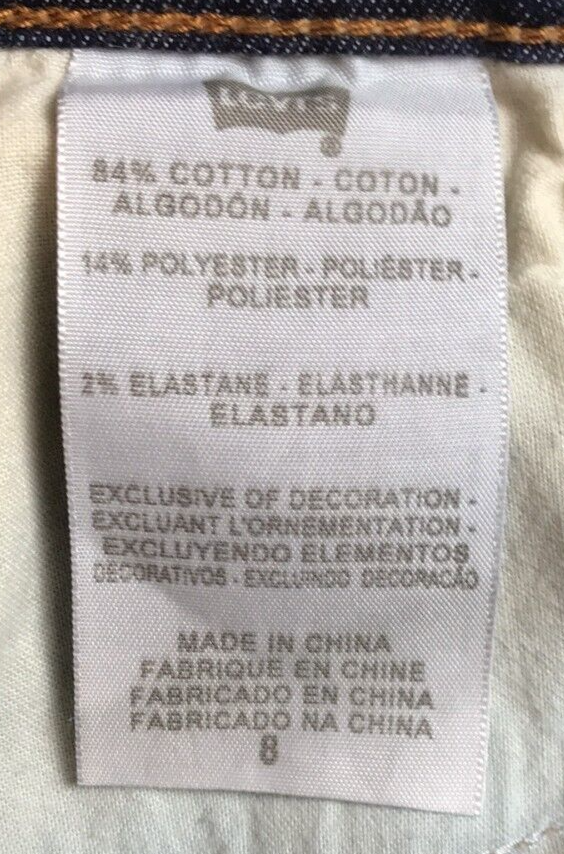 LEVI'S
®
84% COTTON - COTON -
ALGODÓN - ALGODÃO
14% POLYESTER - POLIÉSTER -
POLIESTER
2% ELASTANE - ELASTHANNE -
ELASTANO
EXCLUSIVE OF DECORATION -
EXCLUANT L'ORNEMENTATION -
EXCLUYENDO ELEMENTOS
DECORATIVOS - EXCLUINDO DECORAÇÃO
MADE IN CHINA
FABRIQUE EN CHINE
FABRICADO EN CHINA
FABRICADO NA CHINA
8